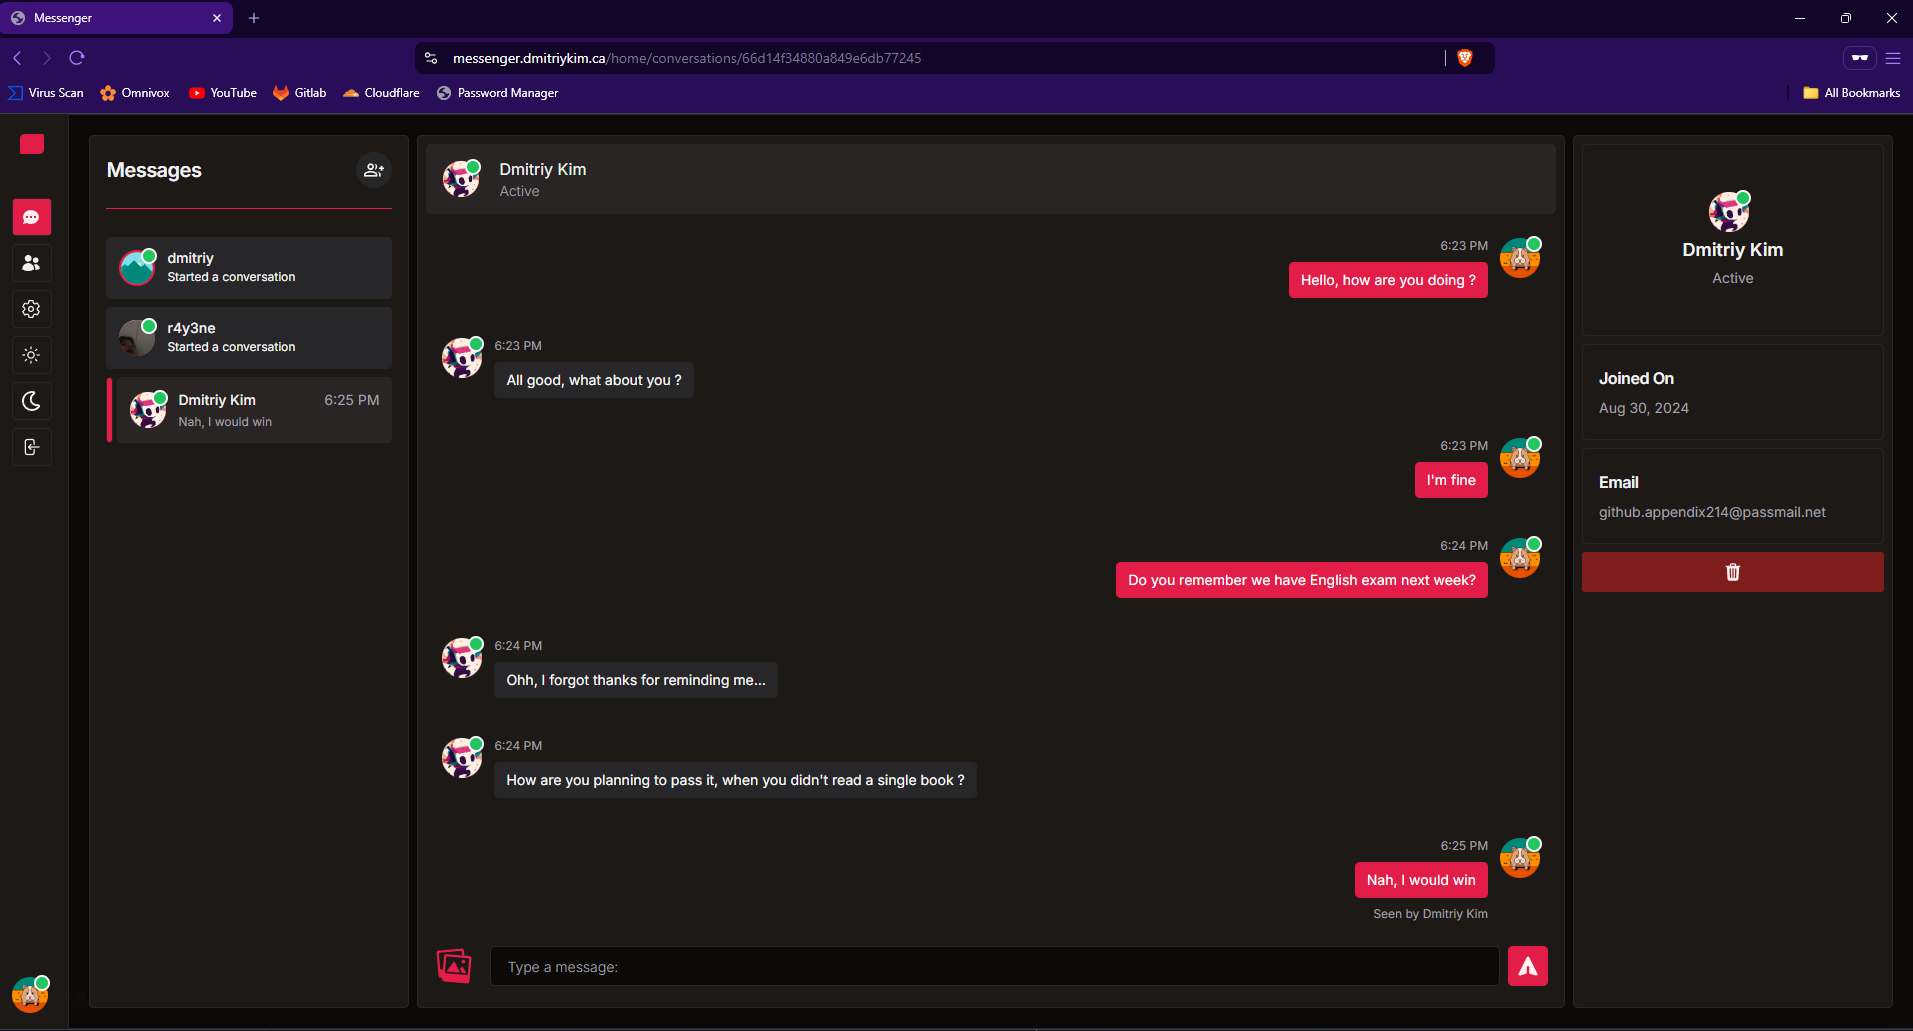 Messenger
messenger.dmitriykim.ca/home/conversations/66d14f34880a849e6db77245
Virus Scan
Omnivox
YouTube
Gitlab
Cloudflare
Password Manager
All Bookmarks
Messages
dmitriy
Started a conversation
r4y3ne
Started a conversation
Dmitriy Kim
6:25 PM
Nah, I would win
Dmitriy Kim
Active
6:23 PM
Hello, how are you doing ?
6:23 PM
All good, what about you ?
6:23 PM
I'm fine
6:24 PM
Do you remember we have English exam next week?
6:24 PM
Ohh, I forgot thanks for reminding me...
6:24 PM
How are you planning to pass it, when you didn't read a single book ?
6:25 PM
Nah, I would win
Seen by Dmitriy Kim
Type a message:
Dmitriy Kim
Active
Joined On
Aug 30, 2024
Email
github.appendix214@passmail.net